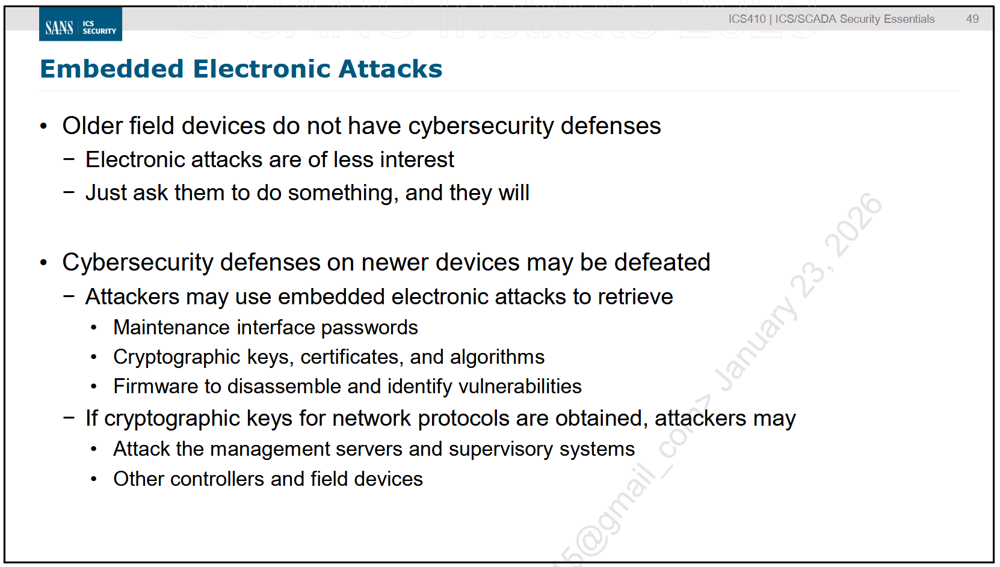 © SANS Institute 2026
SANS ICS SECURITY
ICS410 | ICS/SCADA Security Essentials 49
Embedded Electronic Attacks
• Older field devices do not have cybersecurity defenses
− Electronic attacks are of less interest
− Just ask them to do something, and they will
• Cybersecurity defenses on newer devices may be defeated
− Attackers may use embedded electronic attacks to retrieve
• Maintenance interface passwords
• Cryptographic keys, certificates, and algorithms
• Firmware to disassemble and identify vulnerabilities
− If cryptographic keys for network protocols are obtained, attackers may
• Attack the management servers and supervisory systems
• Other controllers and field devices
5@gmail_com> January 23, 2026